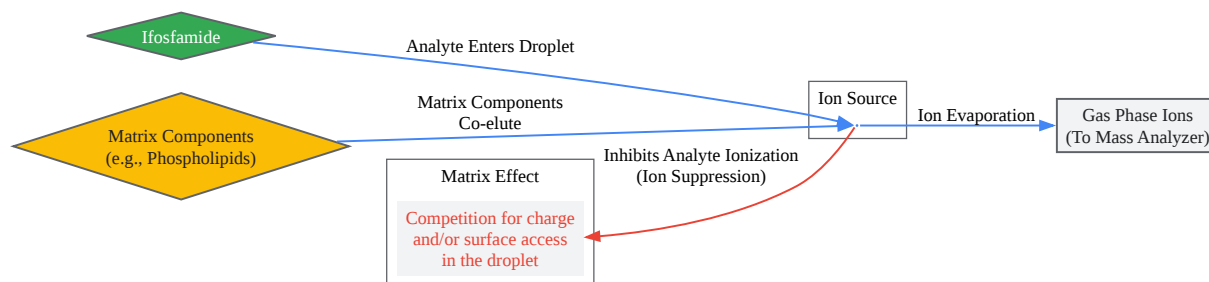 Ifosfamide
Analyte Enters Droplet
Matrix Components
(e.g., Phospholipids)
Matrix Components
Co-elute
Ion Source
Ion Evaporation
Gas Phase Ions
(To Mass Analyzer)
Inhibits Analyte Ionization
(Ion Suppression)
Matrix Effect
Competition for charge
and/or surface access
in the droplet